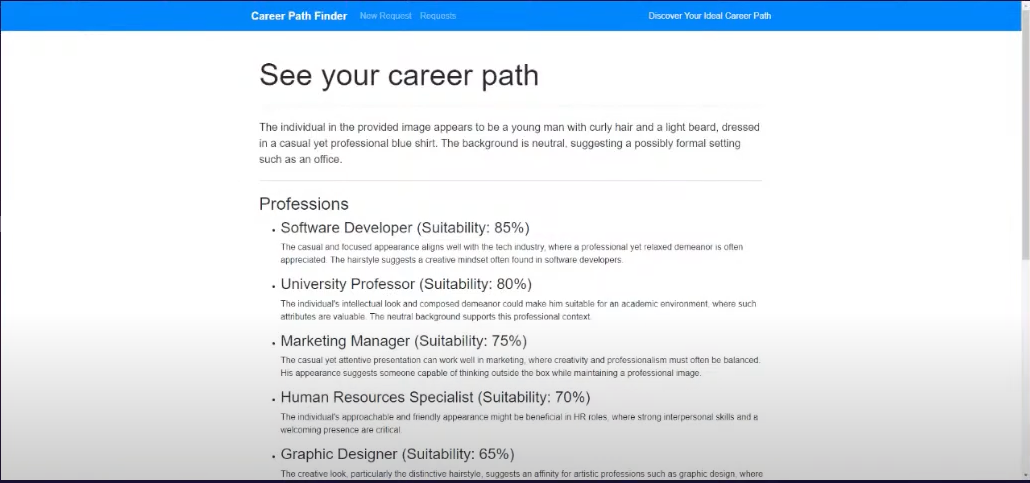 Career Path Finder New Request Requests Discover Your Ideal Career Path
See your career path
The individual in the provided image appears to be a young man with curly hair and a light beard, dressed
in a casual yet professional blue shirt. The background is neutral, suggesting a possibly formal setting
such as an office.
Professions
Software Developer (Suitability: 85%)
The casual and focused appearance aligns well with the tech industry, where a professional yet relaxed demeanor is often
appreciated. The hairstyle suggests a creative mindset often found in software developers.
University Professor (Suitability: 80%)
The individual's intellectual look and composed demeanor could make him suitable for an academic environment, where such
attributes are valuable. The neutral background supports this professional context.
Marketing Manager (Suitability: 75%)
The casual yet attentive presentation can work well in marketing, where creativity and professionalism must often be balanced.
His appearance suggests someone capable of thinking outside the box while maintaining a professional image.
Human Resources Specialist (Suitability: 70%)
The individual's approachable and friendly appearance might be beneficial in HR roles, where strong interpersonal skills and a
welcoming presence are critical.
Graphic Designer (Suitability: 65%)
The creative look, particularly the distinctive hairstyle, suggests an affinity for artistic professions such as graphic design, where